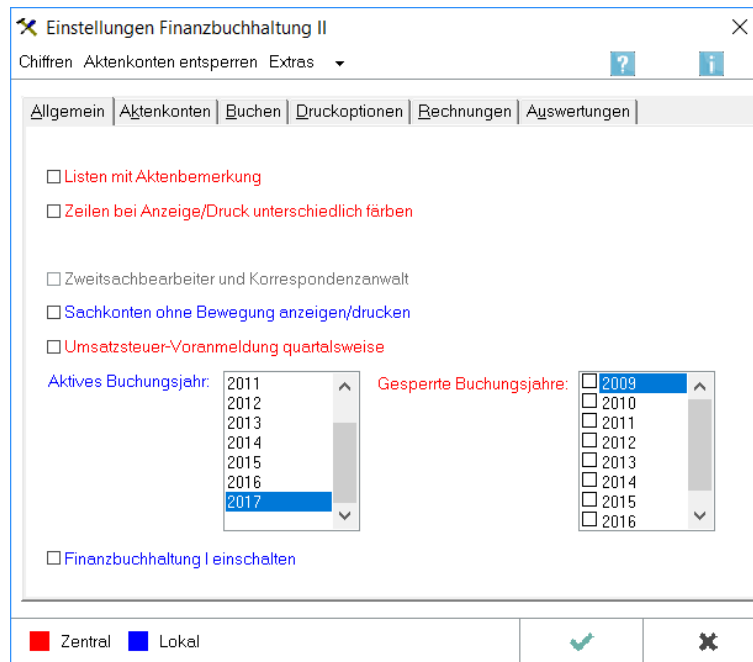 Einstellungen Finanzbuchhaltung II
Chiffren Aktenkonten entsperren Extras
? i
Allgemein Aktenkonten Buchen Druckoptionen Rechnungen Auswertungen
Listen mit Aktenbemerkung
Zeilen bei Anzeige/Druck unterschiedlich färben
Zweitsachbearbeiter und Korrespondenzanwalt
Sachkonten ohne Bewegung anzeigen/drucken
Umsatzsteuer-Voranmeldung quartalsweise
Aktives Buchungsjahr:
2011
2012
2013
2014
2015
2016
2017
Gesperrte Buchungsjahre:
2009
2010
2011
2012
2013
2014
2015
2016
Finanzbuchhaltung I einschalten
Zentral Lokal